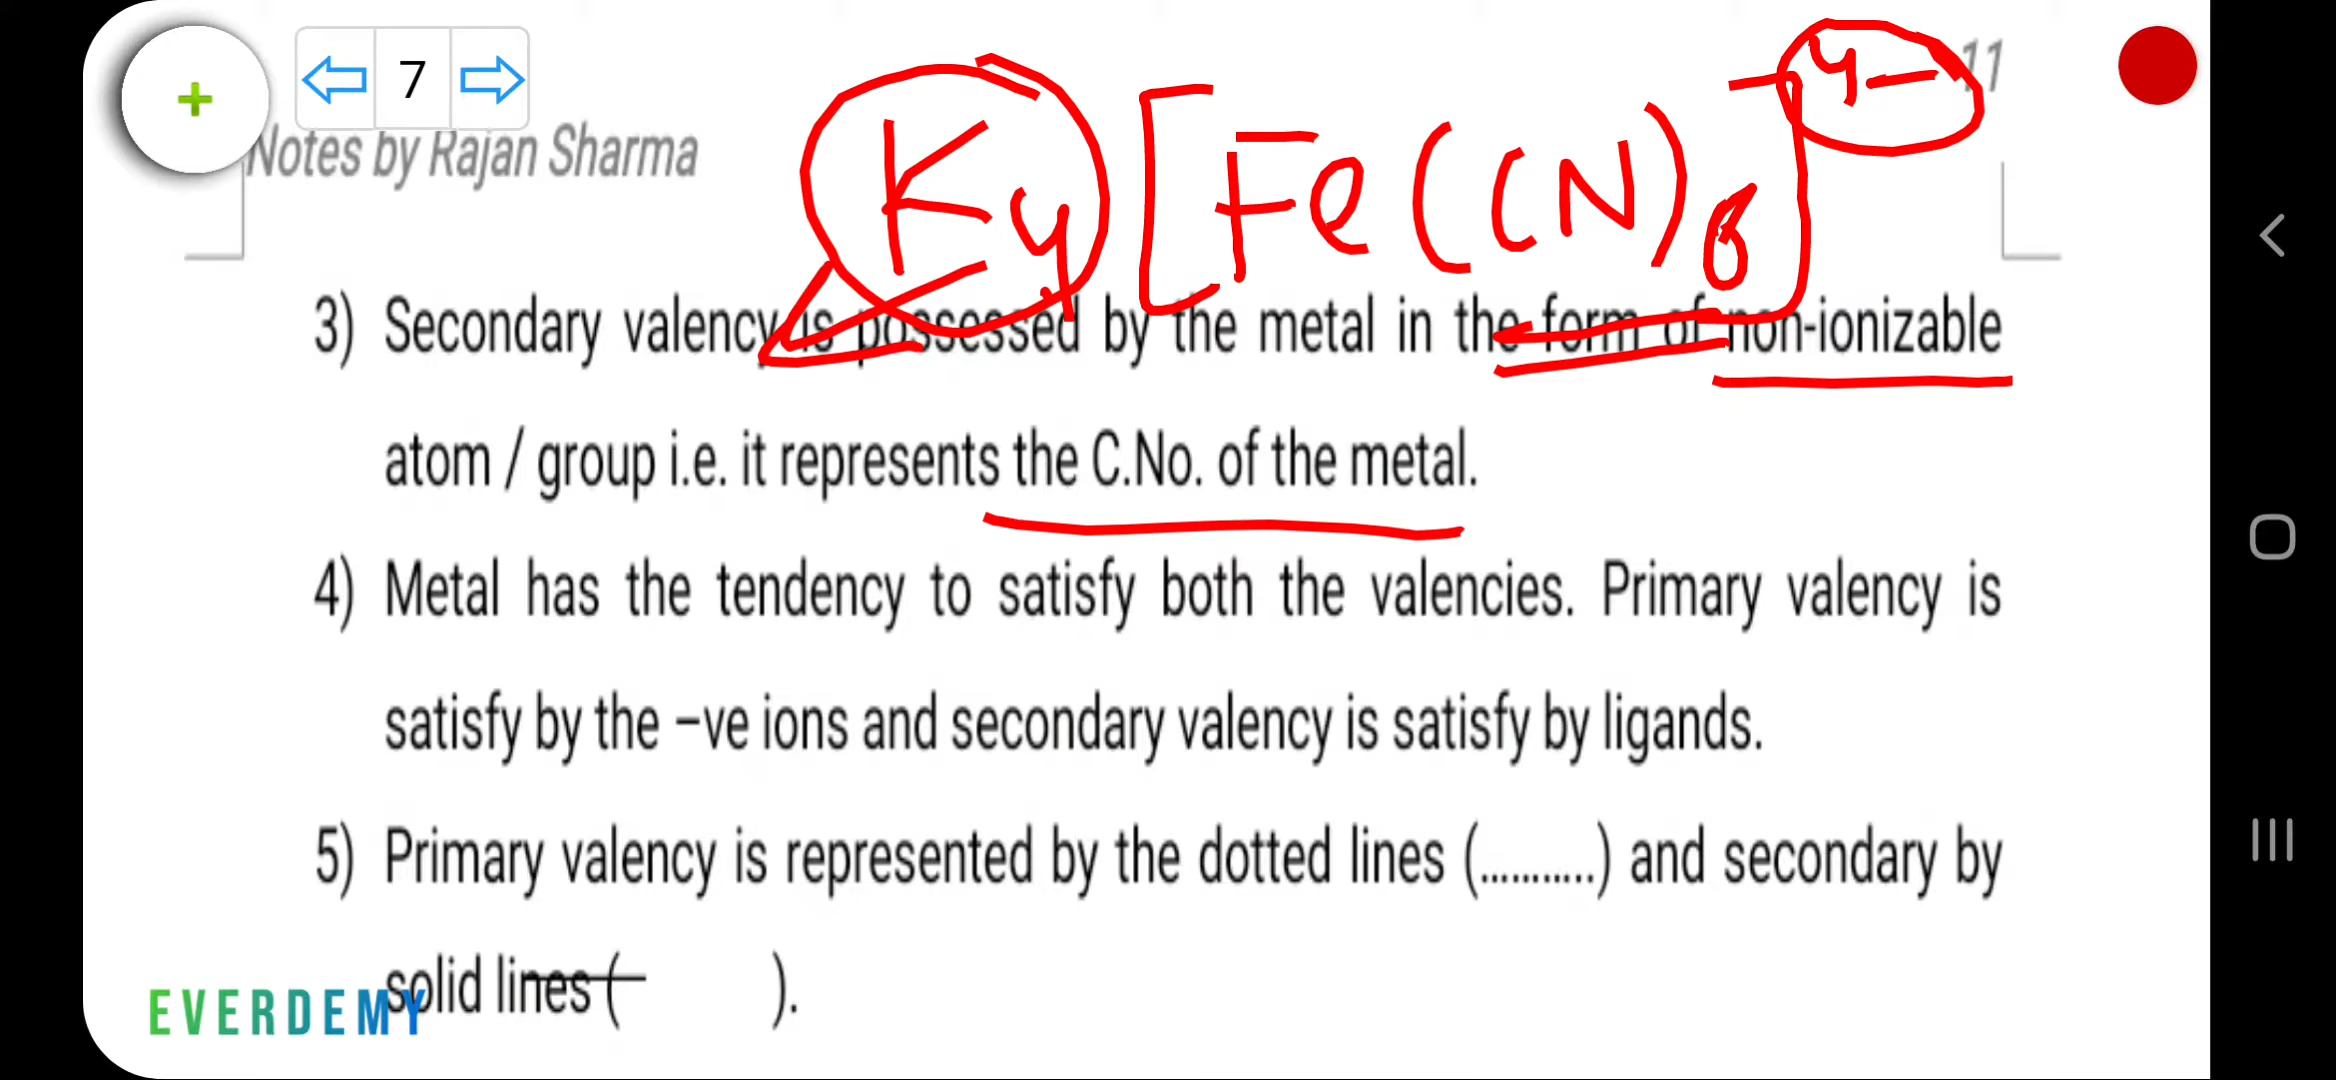 7
11
Notes by Rajan Sharma
K4 [Fe(CN)6]4-
3) Secondary valency is possessed by the metal in the form of non-ionizable
atom / group i.e. it represents the C.No. of the metal.
4) Metal has the tendency to satisfy both the valencies. Primary valency is
satisfy by the –ve ions and secondary valency is satisfy by ligands.
5) Primary valency is represented by the dotted lines (...........) and secondary by
solid lines ( ).
EVERDEMY